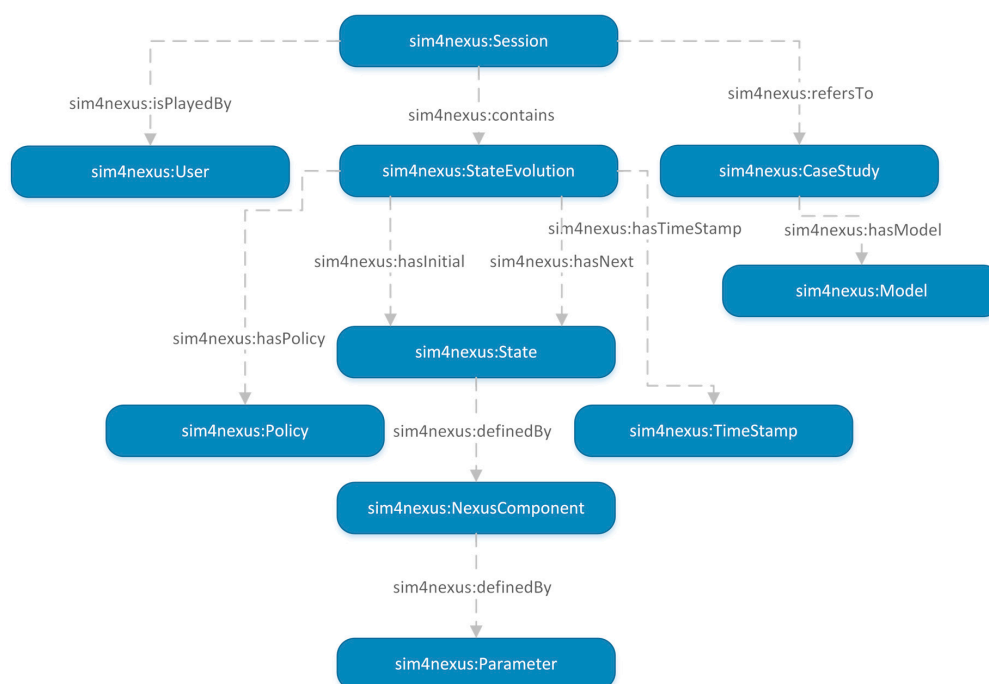 sim4nexus:Session
sim4nexus:isPlayedBy
sim4nexus:contains
sim4nexus:refersTo
sim4nexus:User
sim4nexus:StateEvolution
sim4nexus:CaseStudy
sim4nexus:hasTimeStamp
sim4nexus:hasModel
sim4nexus:hasInitial
sim4nexus:hasNext
sim4nexus:Model
sim4nexus:hasPolicy
sim4nexus:State
sim4nexus:Policy
sim4nexus:definedBy
sim4nexus:TimeStamp
sim4nexus:NexusComponent
sim4nexus:definedBy
sim4nexus:Parameter